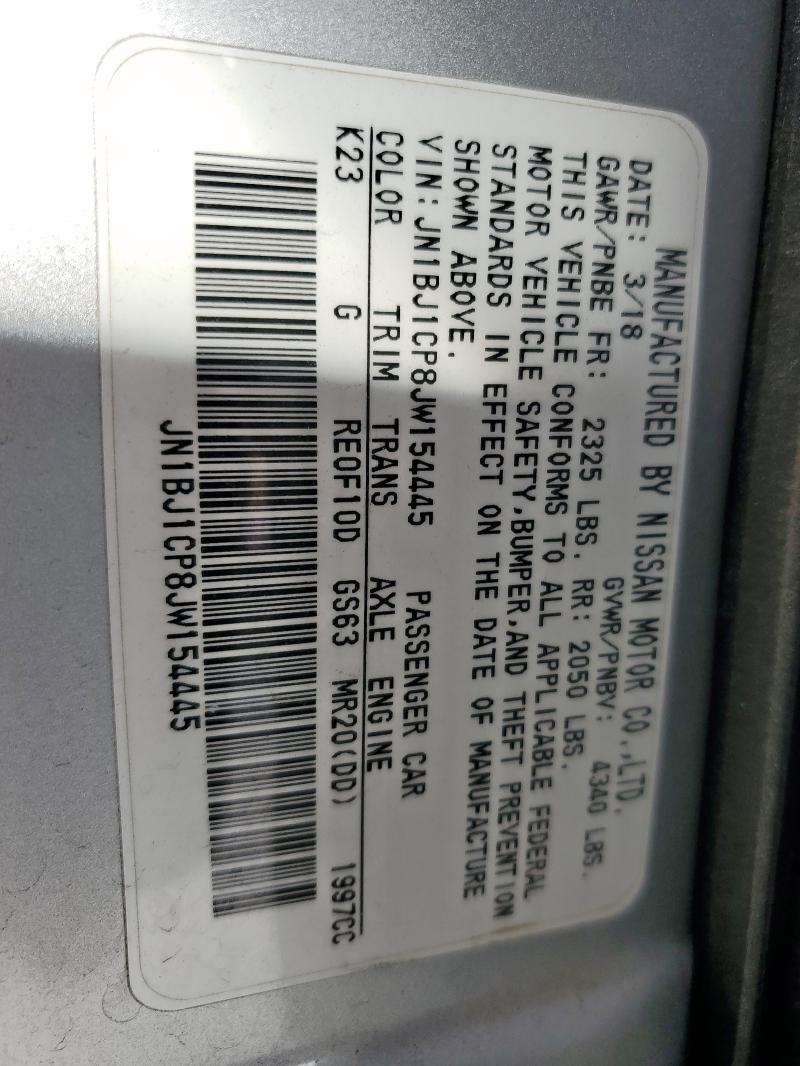 MANUFACTURED BY NISSAN MOTOR CO.,LTD.
DATE: 3/18 GVWR/PNBV: 4340 LBS.
GAWR/PNBE FR: 2325 LBS. RR: 2050 LBS.
THIS VEHICLE CONFORMS TO ALL APPLICABLE FEDERAL
MOTOR VEHICLE SAFETY,BUMPER,AND THEFT PREVENTION
STANDARDS IN EFFECT ON THE DATE OF MANUFACTURE
SHOWN ABOVE.
VIN: JN1BJ1CP8JW154445 PASSENGER CAR
COLOR TRIM TRANS AXLE ENGINE
K23 G RE0F10D GS63 MR20(DD) 1997CC
JN1BJ1CP8JW154445